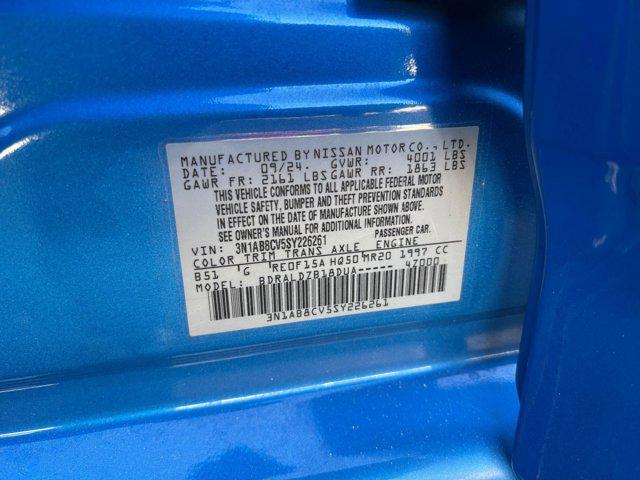 MANUFACTURED BY NISSAN MOTOR CO., LTD.
DATE: 09/24 GVWR: 4001 LBS
GAWR FR: 2161 LBS GAWR RR: 1863 LBS
THIS VEHICLE CONFORMS TO ALL APPLICABLE FEDERAL MOTOR
VEHICLE SAFETY, BUMPER AND THEFT PREVENTION STANDARDS
IN EFFECT ON THE DATE OF MANUFACTURE SHOWN ABOVE.
SEE OWNER'S MANUAL FOR ADDITIONAL INFORMATION.
VIN: 3N1AB8CV5SY226261 PASSENGER CAR.
COLOR TRIM TRANS AXLE ENGINE
B51 G RE0F15A HQ50 MR20 1997 CC
BDRALDZB18DUA----- 4Z000
3N1AB8CV5SY226261